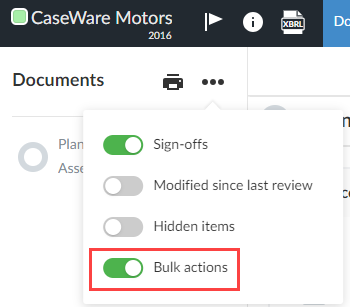 CaseWare Motors
2016
XBRL
Do
Documents
Plan
Asse
Sign-offs
Modified since last review
Hidden items
Bulk actions